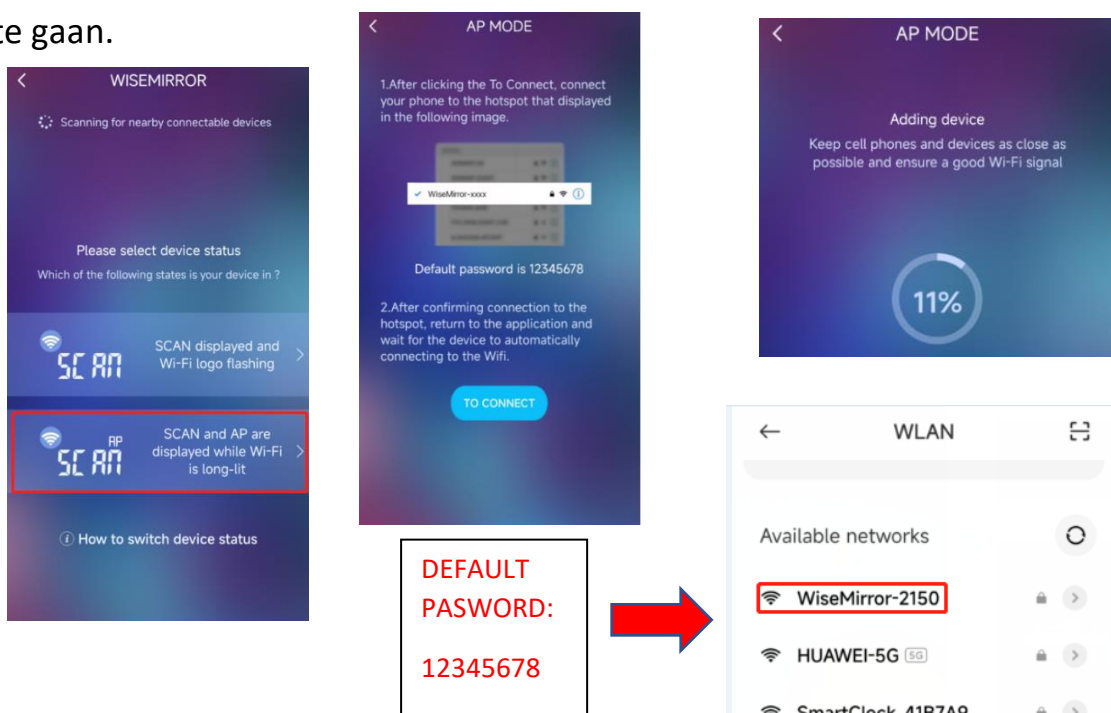 te gaan.
WISEMIRROR
Scanning for nearby connectable devices
Please select device status
Which of the following states is your device in ?
SCAN
SCAN displayed and
Wi-Fi logo flashing
AP
SCAN
SCAN and AP are
displayed while Wi-Fi
is long-lit
How to switch device status
AP MODE
1.After clicking the To Connect, connect
your phone to the hotspot that displayed
in the following image.
WiseMirror-xxxx
Default password is 12345678
2.After confirming connection to the
hotspot, return to the application and
wait for the device to automatically
connecting to the Wifi.
TO CONNECT
DEFAULT
PASWORD:
12345678
AP MODE
Adding device
Keep cell phones and devices as close as
possible and ensure a good Wi-Fi signal
11%
WLAN
Available networks
WiseMirror-2150
HUAWEI-5G 5G
SmartClock-41B7A9